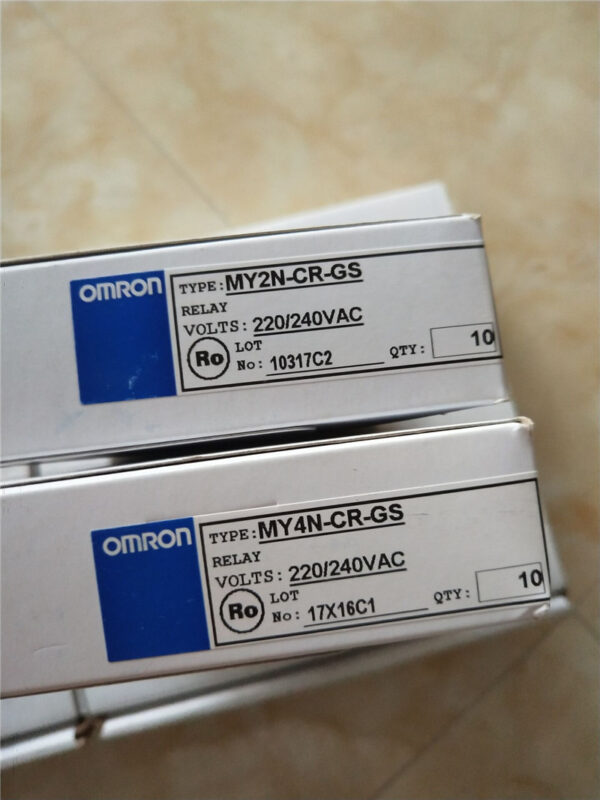 OMRON
TYPE: MY2N-CR-GS
RELAY
VOLTS: 220/240VAC
Ro
LOT
No: 10317C2
QTY: 10
OMRON
TYPE: MY4N-CR-GS
RELAY
VOLTS: 220/240VAC
Ro
LOT
No: 17X16C1
QTY: 10